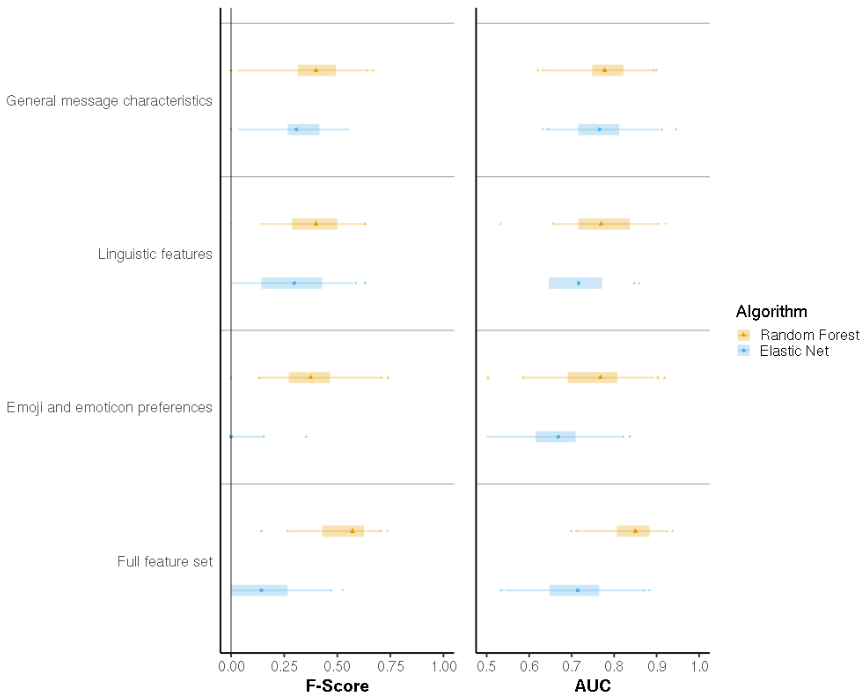 General message characteristics
Linguistic features
Emoji and emoticon preferences
Full feature set
0.00 0.25 0.50 0.75 1.00
F-Score
0.5 0.6 0.7 0.8 0.9 1.0
AUC
Algorithm
Random Forest
Elastic Net